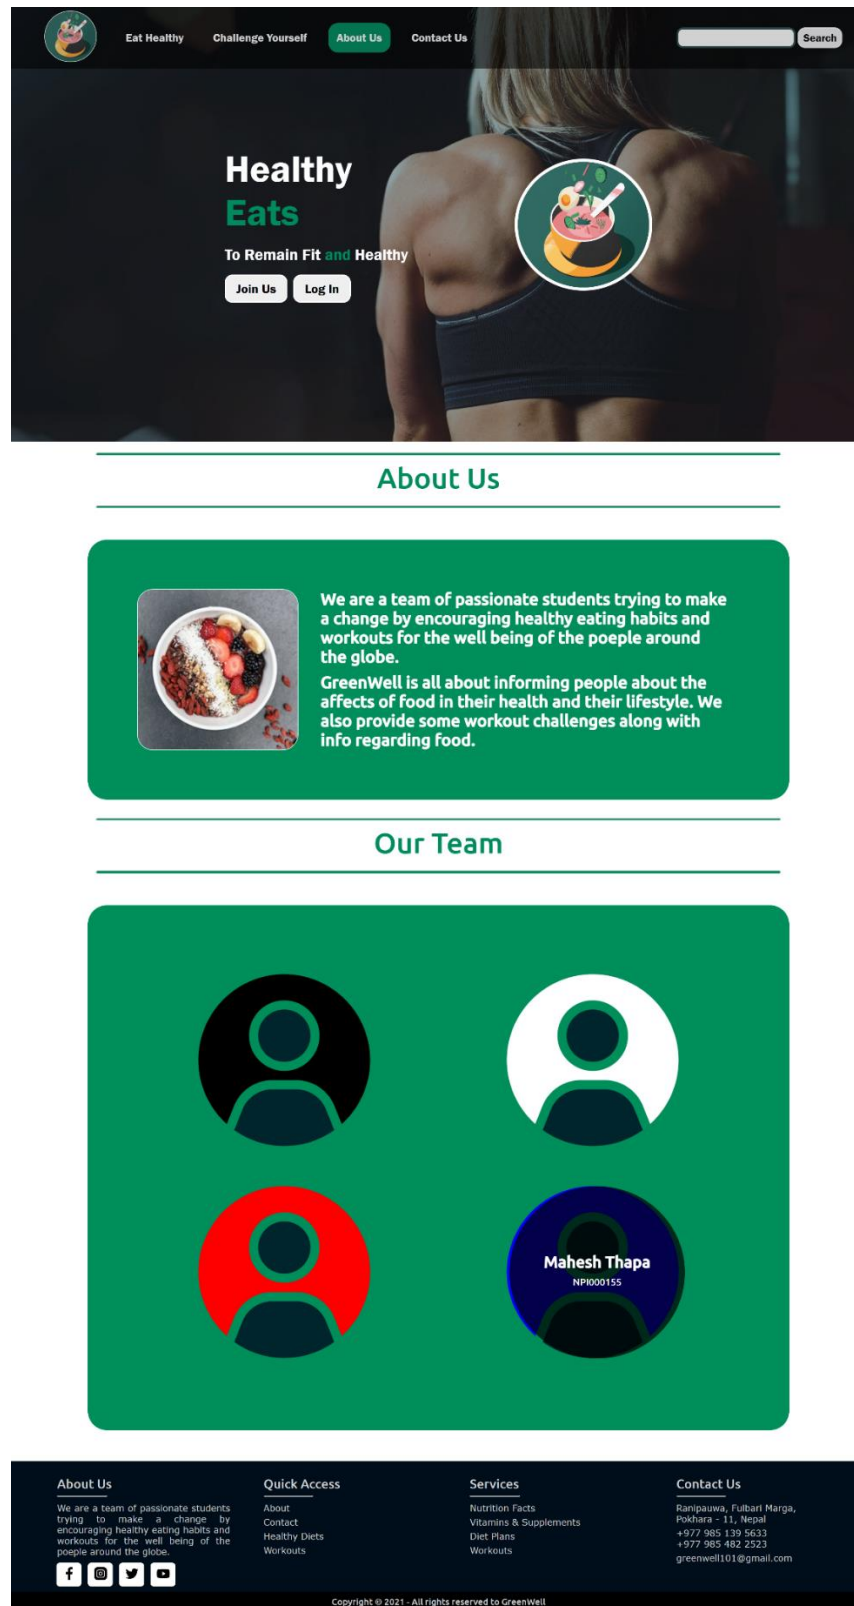 Eat Healthy
Challenge Yourself
About Us
Contact Us
Search
Healthy
Eats
To Remain Fit and Healthy
Join Us
Log In
About Us
We are a team of passionate students trying to make
a change by encouraging healthy eating habits and
workouts for the well being of the poeple around
the globe.
GreenWell is all about informing people about the
affects of food in their health and their lifestyle. We
also provide some workout challenges along with
info regarding food.
Our Team
Mahesh Thapa
NPI000155
About Us
We are a team of passionate students
trying to make a change by
encouraging healthy eating habits and
workouts for the well being of the
poeple around the globe.
Quick Access
About
Contact
Healthy Diets
Workouts
Services
Nutrition Facts
Vitamins & Supplements
Diet Plans
Workouts
Contact Us
Ranipauwa, Fulbari Marga,
Pokhara - 11, Nepal
+977 985 139 5633
+977 985 482 2523
greenwell101@gmail.com
Copyright © 2021 - All rights reserved to GreenWell